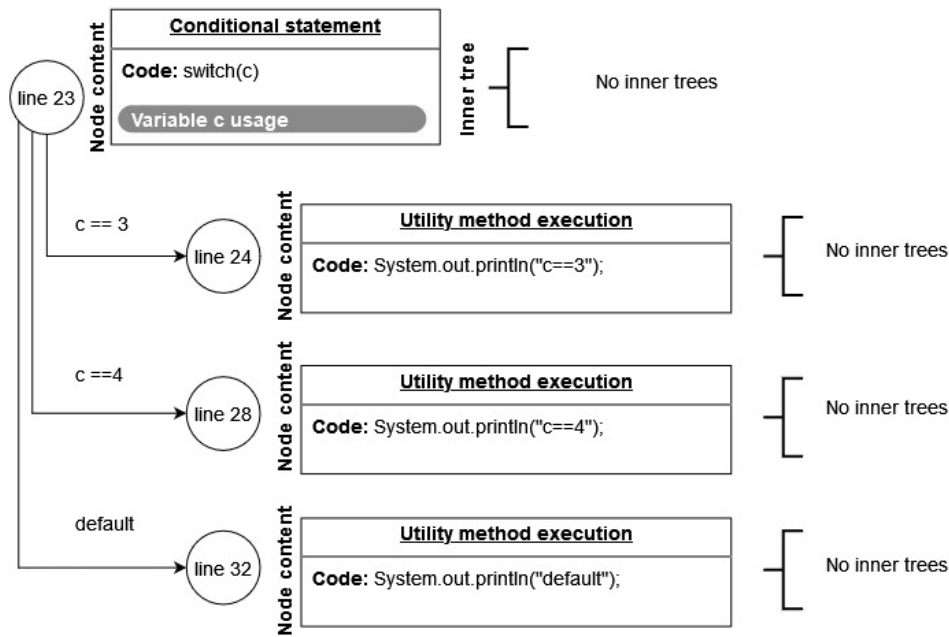 line 23
Node content
Conditional statement
Code: switch(c)
Variable c usage
Inner tree
No inner trees
c == 3
line 24
Node content
Utility method execution
Code: System.out.println("c==3");
No inner trees
c ==4
line 28
Node content
Utility method execution
Code: System.out.println("c==4");
No inner trees
default
line 32
Node content
Utility method execution
Code: System.out.println("default");
No inner trees